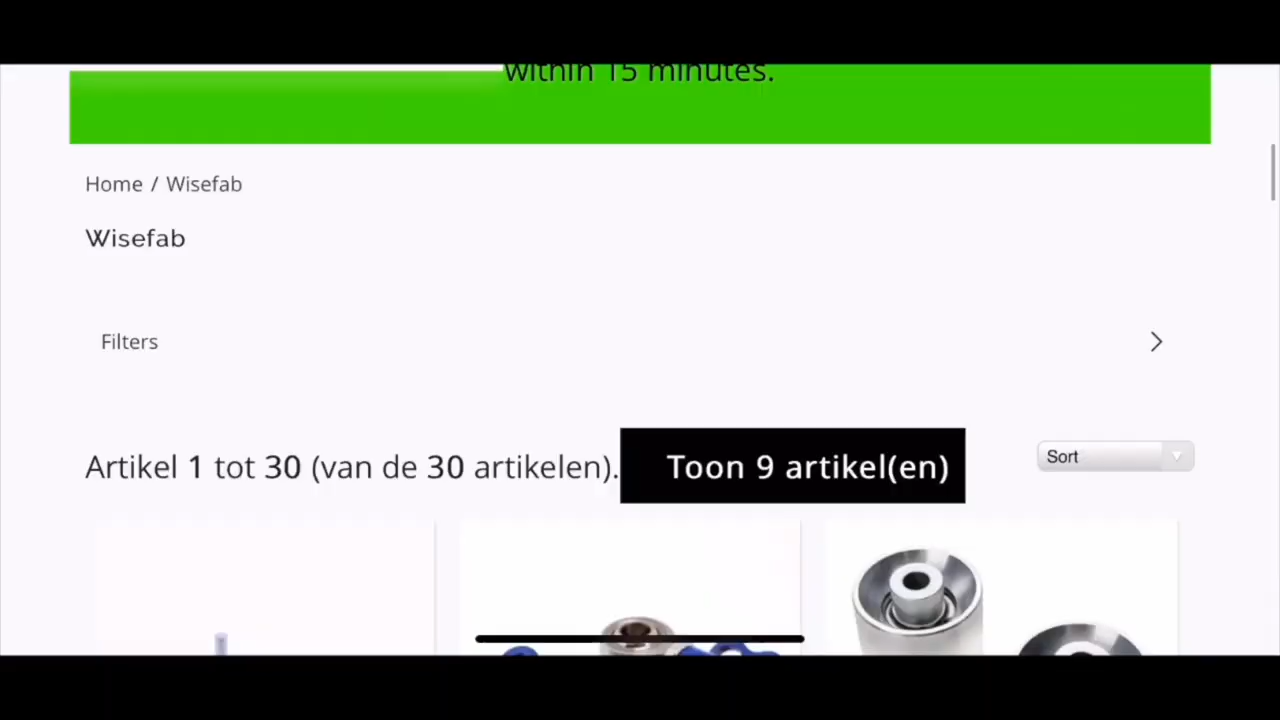 within 15 minutes.
Home / Wisefab
Wisefab
Filters
Artikel 1 tot 30 (van de 30 artikelen).
Toon 9 artikel(en)
Sort